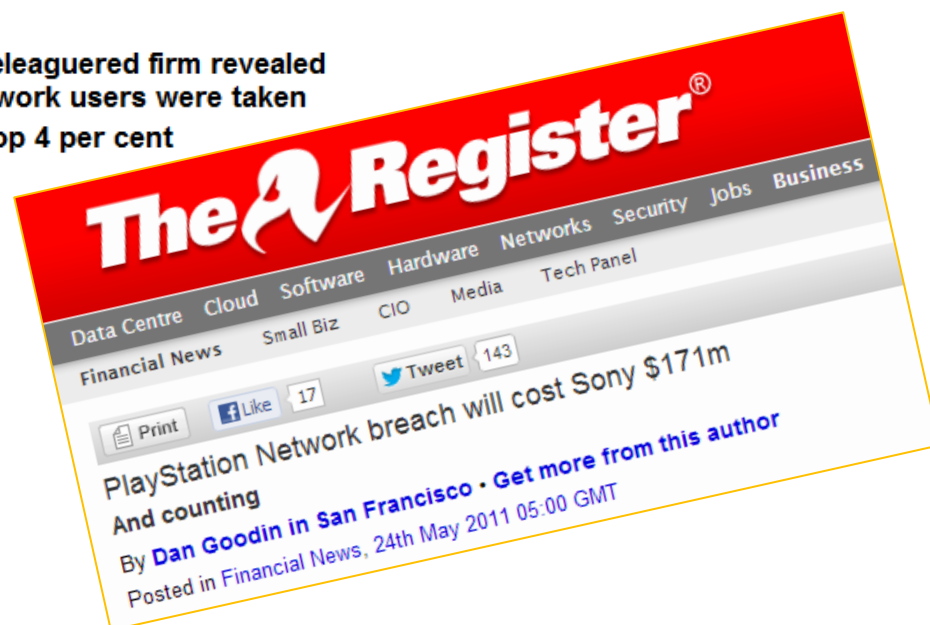 eleaguered firm revealed
work users were taken
op 4 per cent
The Register®
Data Centre Cloud Software Hardware Networks Security Jobs Business
Financial News Small Biz CIO Media Tech Panel
Print Like 17 Tweet 143
PlayStation Network breach will cost Sony $171m
And counting
By Dan Goodin in San Francisco • Get more from this author
Posted in Financial News, 24th May 2011 05:00 GMT